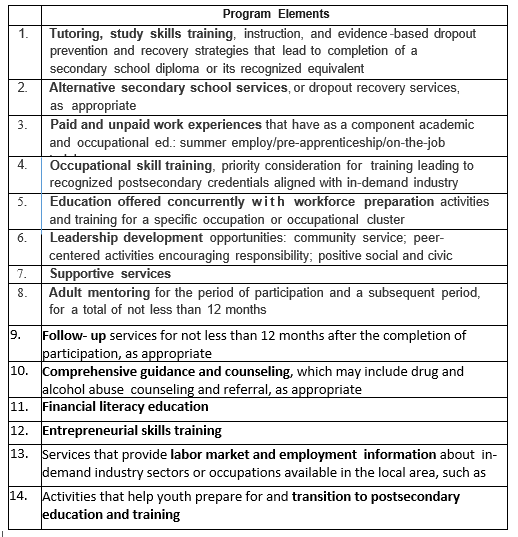 Program Elements
1. Tutoring, study skills training, instruction, and evidence-based dropout
prevention and recovery strategies that lead to completion of a
secondary school diploma or its recognized equivalent
2. Alternative secondary school services, or dropout recovery services,
as appropriate
3. Paid and unpaid work experiences that have as a component academic
and occupational ed.: summer employ/pre-apprenticeship/on-the-job
4. Occupational skill training, priority consideration for training leading to
recognized postsecondary credentials aligned with in-demand industry
5. Education offered concurrently with workforce preparation activities
and training for a specific occupation or occupational cluster
6. Leadership development opportunities: community service; peer-
centered activities encouraging responsibility; positive social and civic
7. Supportive services
8. Adult mentoring for the period of participation and a subsequent period,
for a total of not less than 12 months
9. Follow- up services for not less than 12 months after the completion of
participation, as appropriate
10. Comprehensive guidance and counseling, which may include drug and
alcohol abuse counseling and referral, as appropriate
11. Financial literacy education
12. Entrepreneurial skills training
13. Services that provide labor market and employment information about in-
demand industry sectors or occupations available in the local area, such as
14. Activities that help youth prepare for and transition to postsecondary
education and training